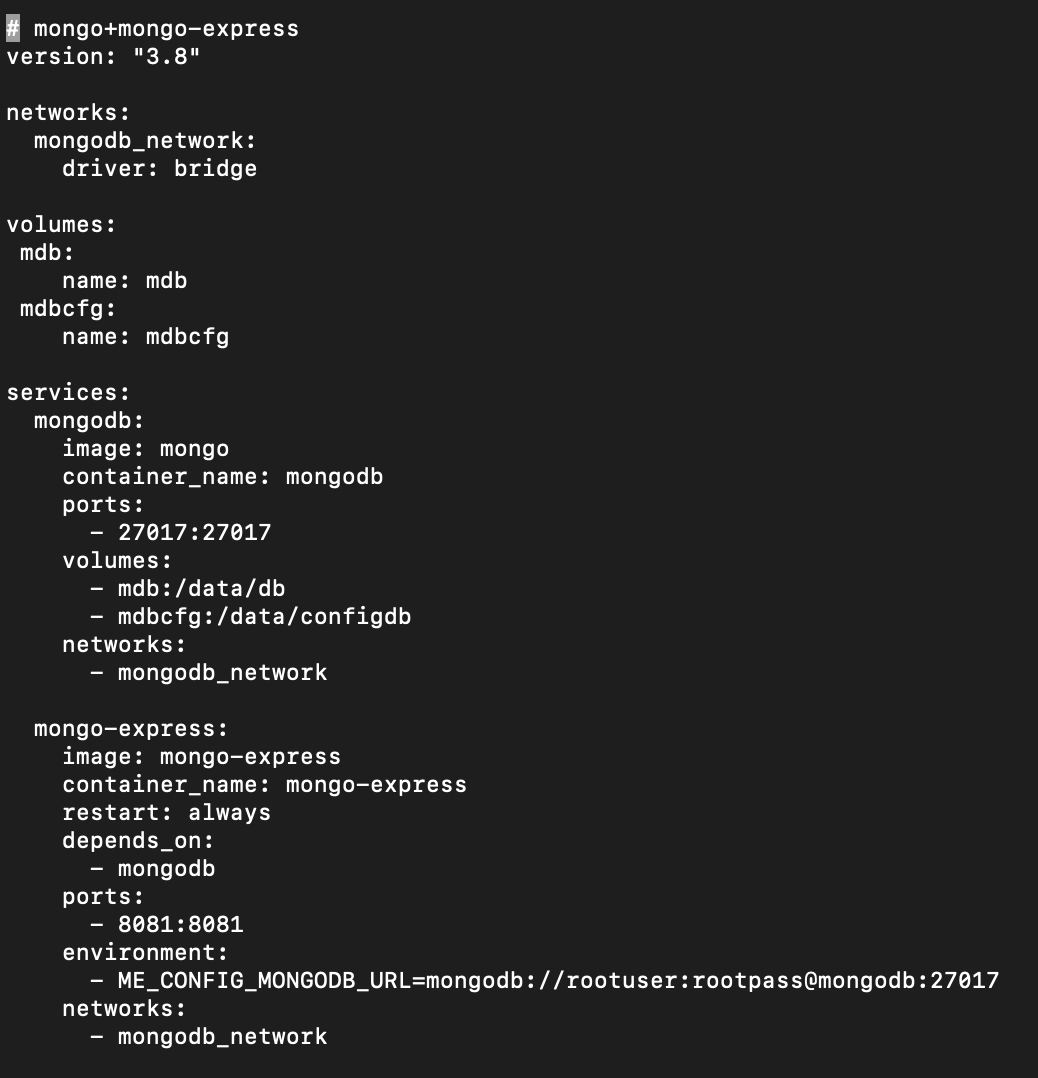 # mongo+mongo-express
version: "3.8"

networks:
  mongodb_network:
    driver: bridge

volumes:
 mdb:
    name: mdb
 mdbcfg:
    name: mdbcfg

services:
  mongodb:
    image: mongo
    container_name: mongodb
    ports:
      - 27017:27017
    volumes:
      - mdb:/data/db
      - mdbcfg:/data/configdb
    networks:
      - mongodb_network

  mongo-express:
    image: mongo-express
    container_name: mongo-express
    restart: always
    depends_on:
      - mongodb
    ports:
      - 8081:8081
    environment:
      - ME_CONFIG_MONGODB_URL=mongodb://rootuser:rootpass@mongodb:27017
    networks:
      - mongodb_network